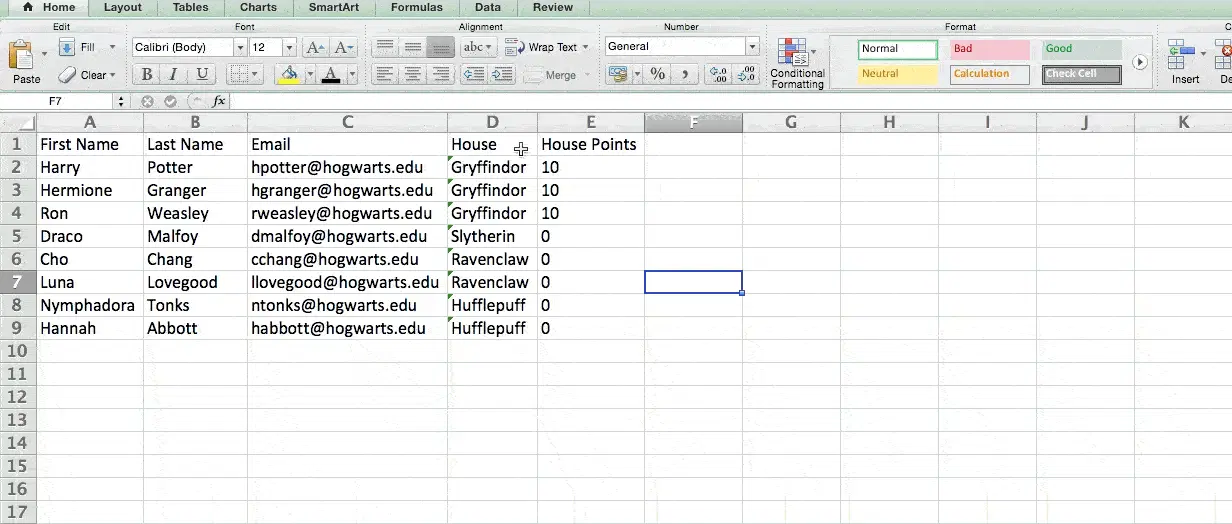 Home Layout Tables Charts SmartArt Formulas Data Review
Edit Font Alignment Number Format
Fill Calibri (Body) 12 A A abc Wrap Text General Normal Bad Good
Paste Clear B I U A Merge % , .0 .00 .00 .0 Conditional Formatting Neutral Calculation Check Cell Insert
F7 fx
A B C D E F G H I J K
1 First Name Last Name Email House House Points
2 Harry Potter hpotter@hogwarts.edu Gryffindor 10
3 Hermione Granger hgranger@hogwarts.edu Gryffindor 10
4 Ron Weasley rweasley@hogwarts.edu Gryffindor 10
5 Draco Malfoy dmalfoy@hogwarts.edu Slytherin 0
6 Cho Chang cchang@hogwarts.edu Ravenclaw 0
7 Luna Lovegood llovegood@hogwarts.edu Ravenclaw 0
8 Nymphadora Tonks ntonks@hogwarts.edu Hufflepuff 0
9 Hannah Abbott habbott@hogwarts.edu Hufflepuff 0
10
11
12
13
14
15
16
17